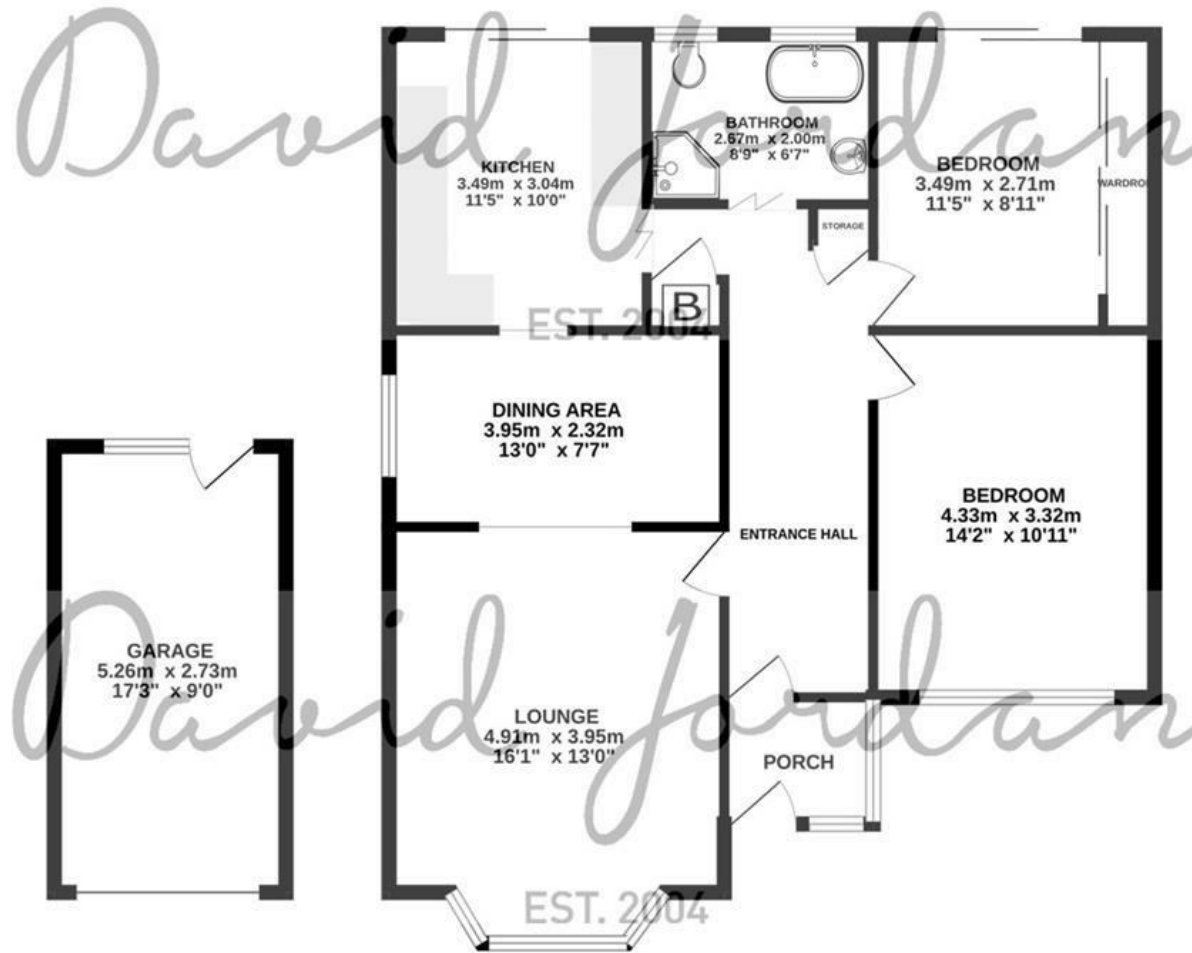 David Jordan
EST. 2004
KITCHEN
3.49m x 3.04m
11'5" x 10'0"
BATHROOM
2.67m x 2.00m
8'9" x 6'7"
BEDROOM
3.49m x 2.71m
11'5" x 8'11"
WARDRO
STORAGE
B
DINING AREA
3.95m x 2.32m
13'0" x 7'7"
ENTRANCE HALL
BEDROOM
4.33m x 3.32m
14'2" x 10'11"
GARAGE
5.26m x 2.73m
17'3" x 9'0"
LOUNGE
4.91m x 3.95m
16'1" x 13'0"
PORCH
David Jordan
EST. 2004